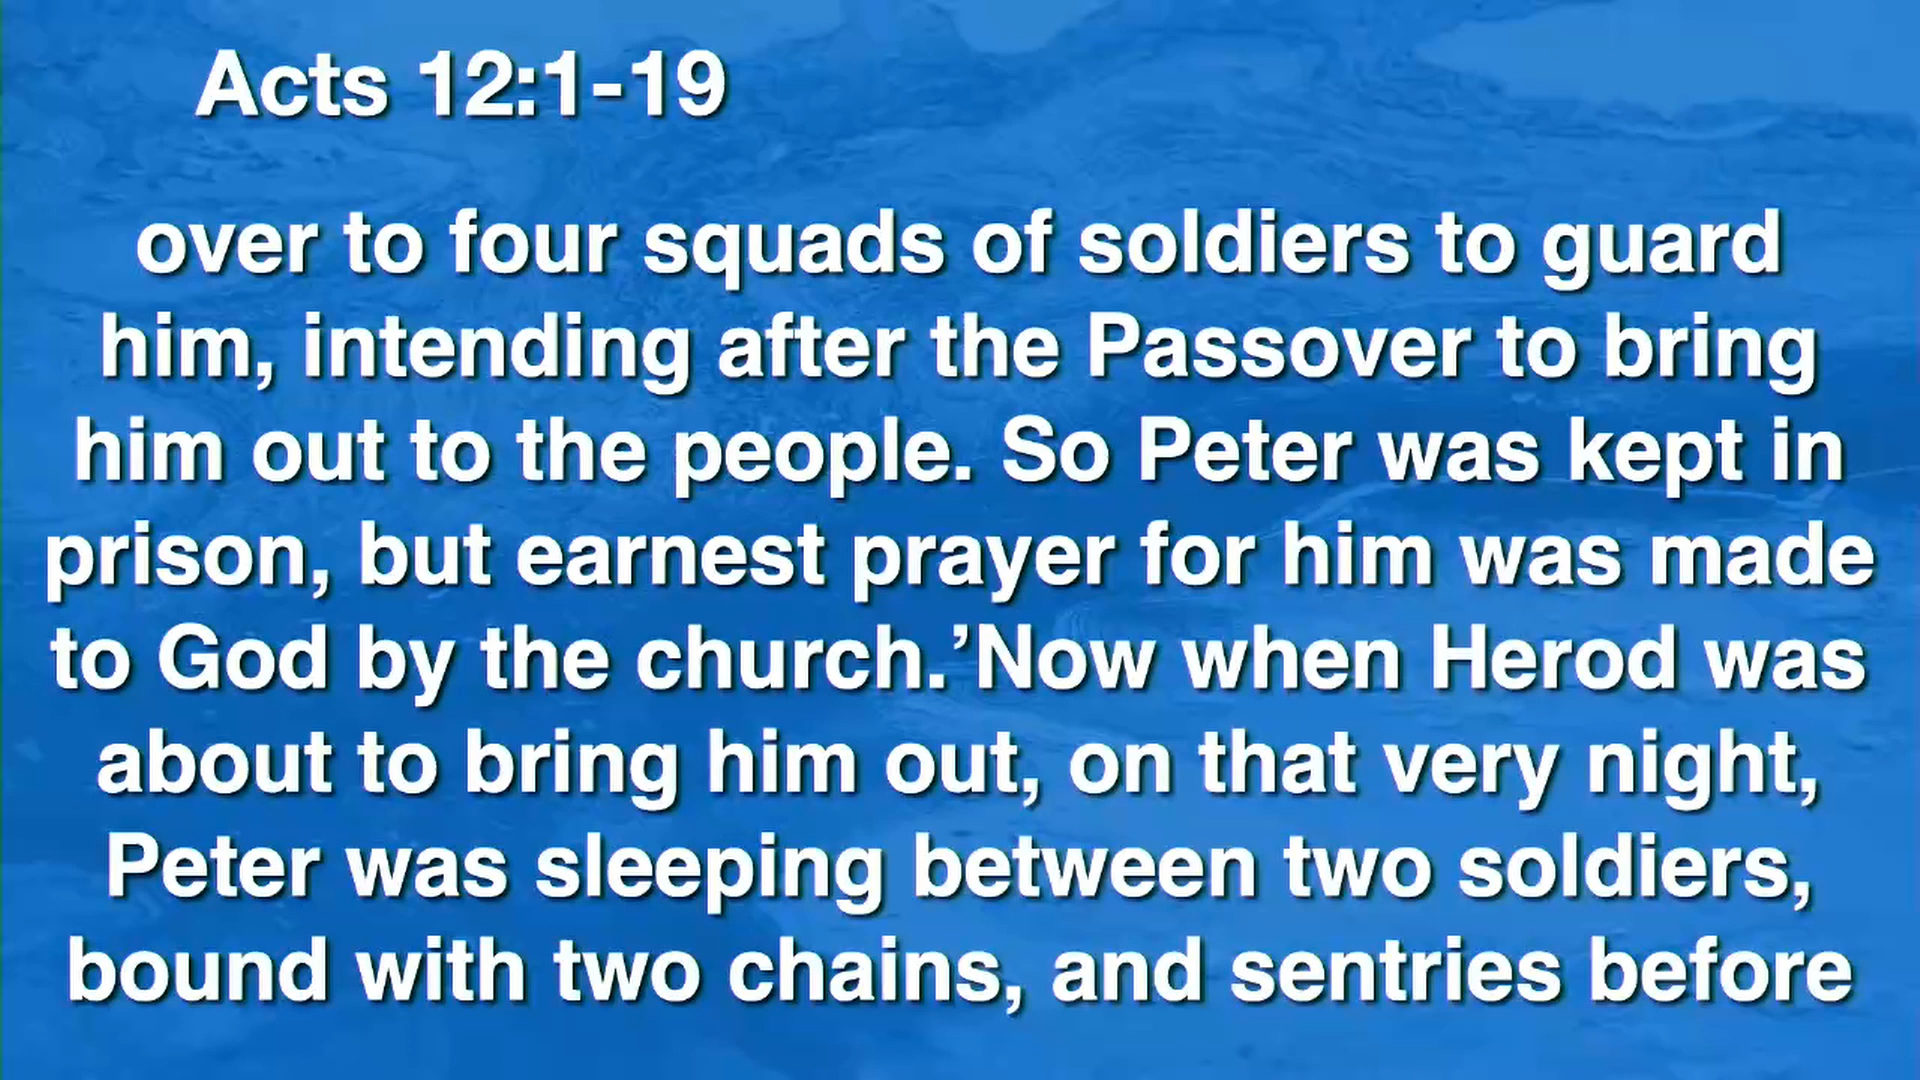 Acts 12:1-19
over to four squads of soldiers to guard
him, intending after the Passover to bring
him out to the people. So Peter was kept in
prison, but earnest prayer for him was made
to God by the church.’Now when Herod was
about to bring him out, on that very night,
Peter was sleeping between two soldiers,
bound with two chains, and sentries before